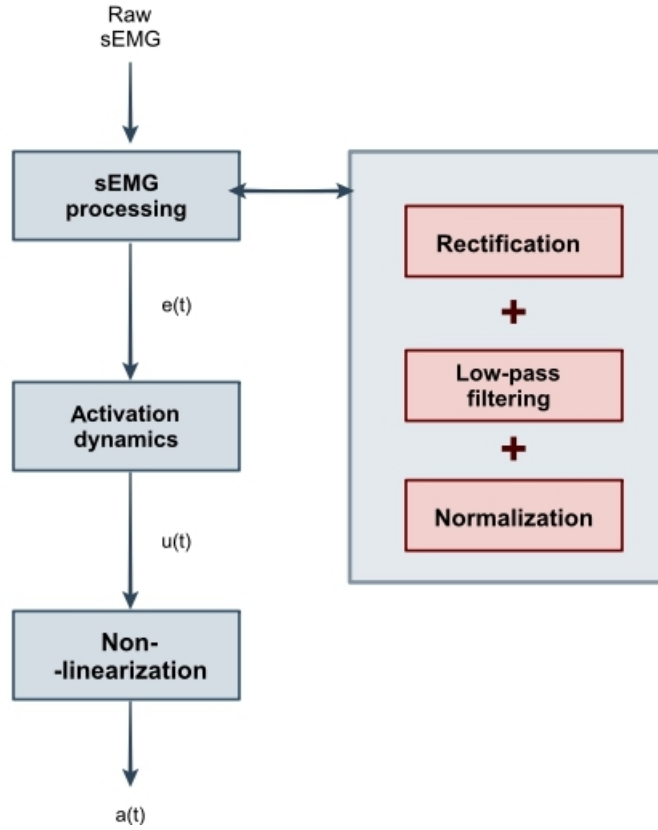 Raw
sEMG
sEMG
processing
e(t)
Activation
dynamics
u(t)
Non-
-linearization
a(t)
Rectification
+
Low-pass
filtering
+
Normalization